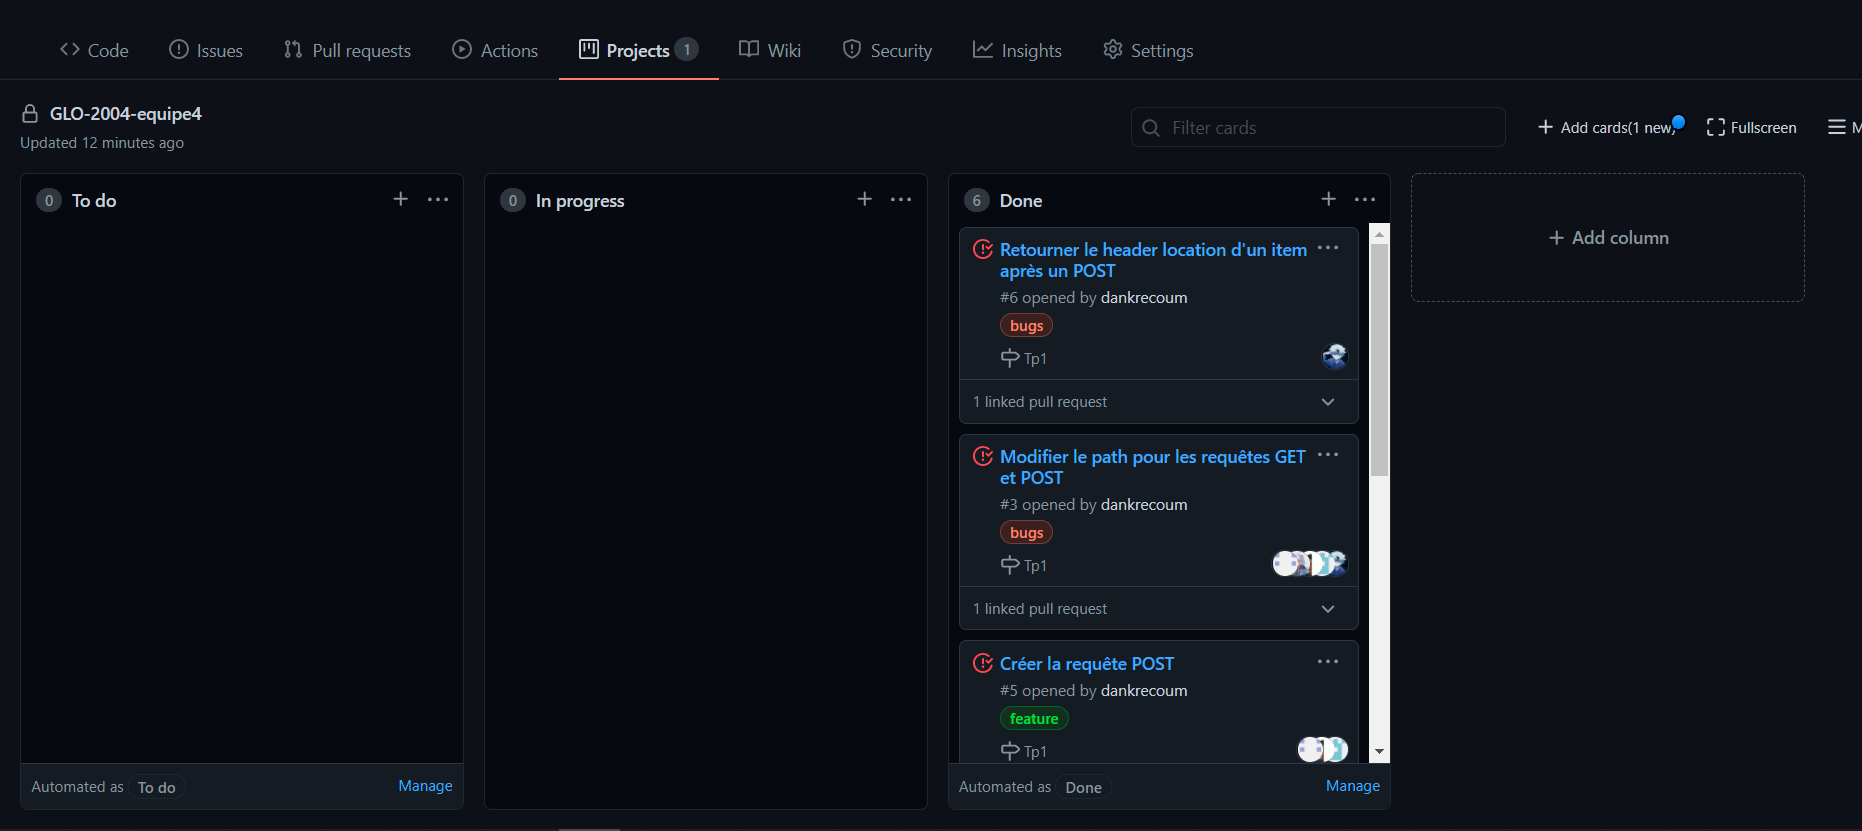 Code Issues Pull requests Actions Projects 1 Wiki Security Insights Settings
GLO-2004-equipe4
Updated 12 minutes ago
Filter cards
Add cards(1 new)
Fullscreen
M
0 To do
Automated as To do
Manage
0 In progress
6 Done
Retourner le header location d'un item
après un POST
#6 opened by dankrecoum
bugs
Tp1
1 linked pull request
Modifier le path pour les requêtes GET
et POST
#3 opened by dankrecoum
bugs
Tp1
1 linked pull request
Créer la requête POST
#5 opened by dankrecoum
feature
Tp1
Automated as Done
Manage
Add column